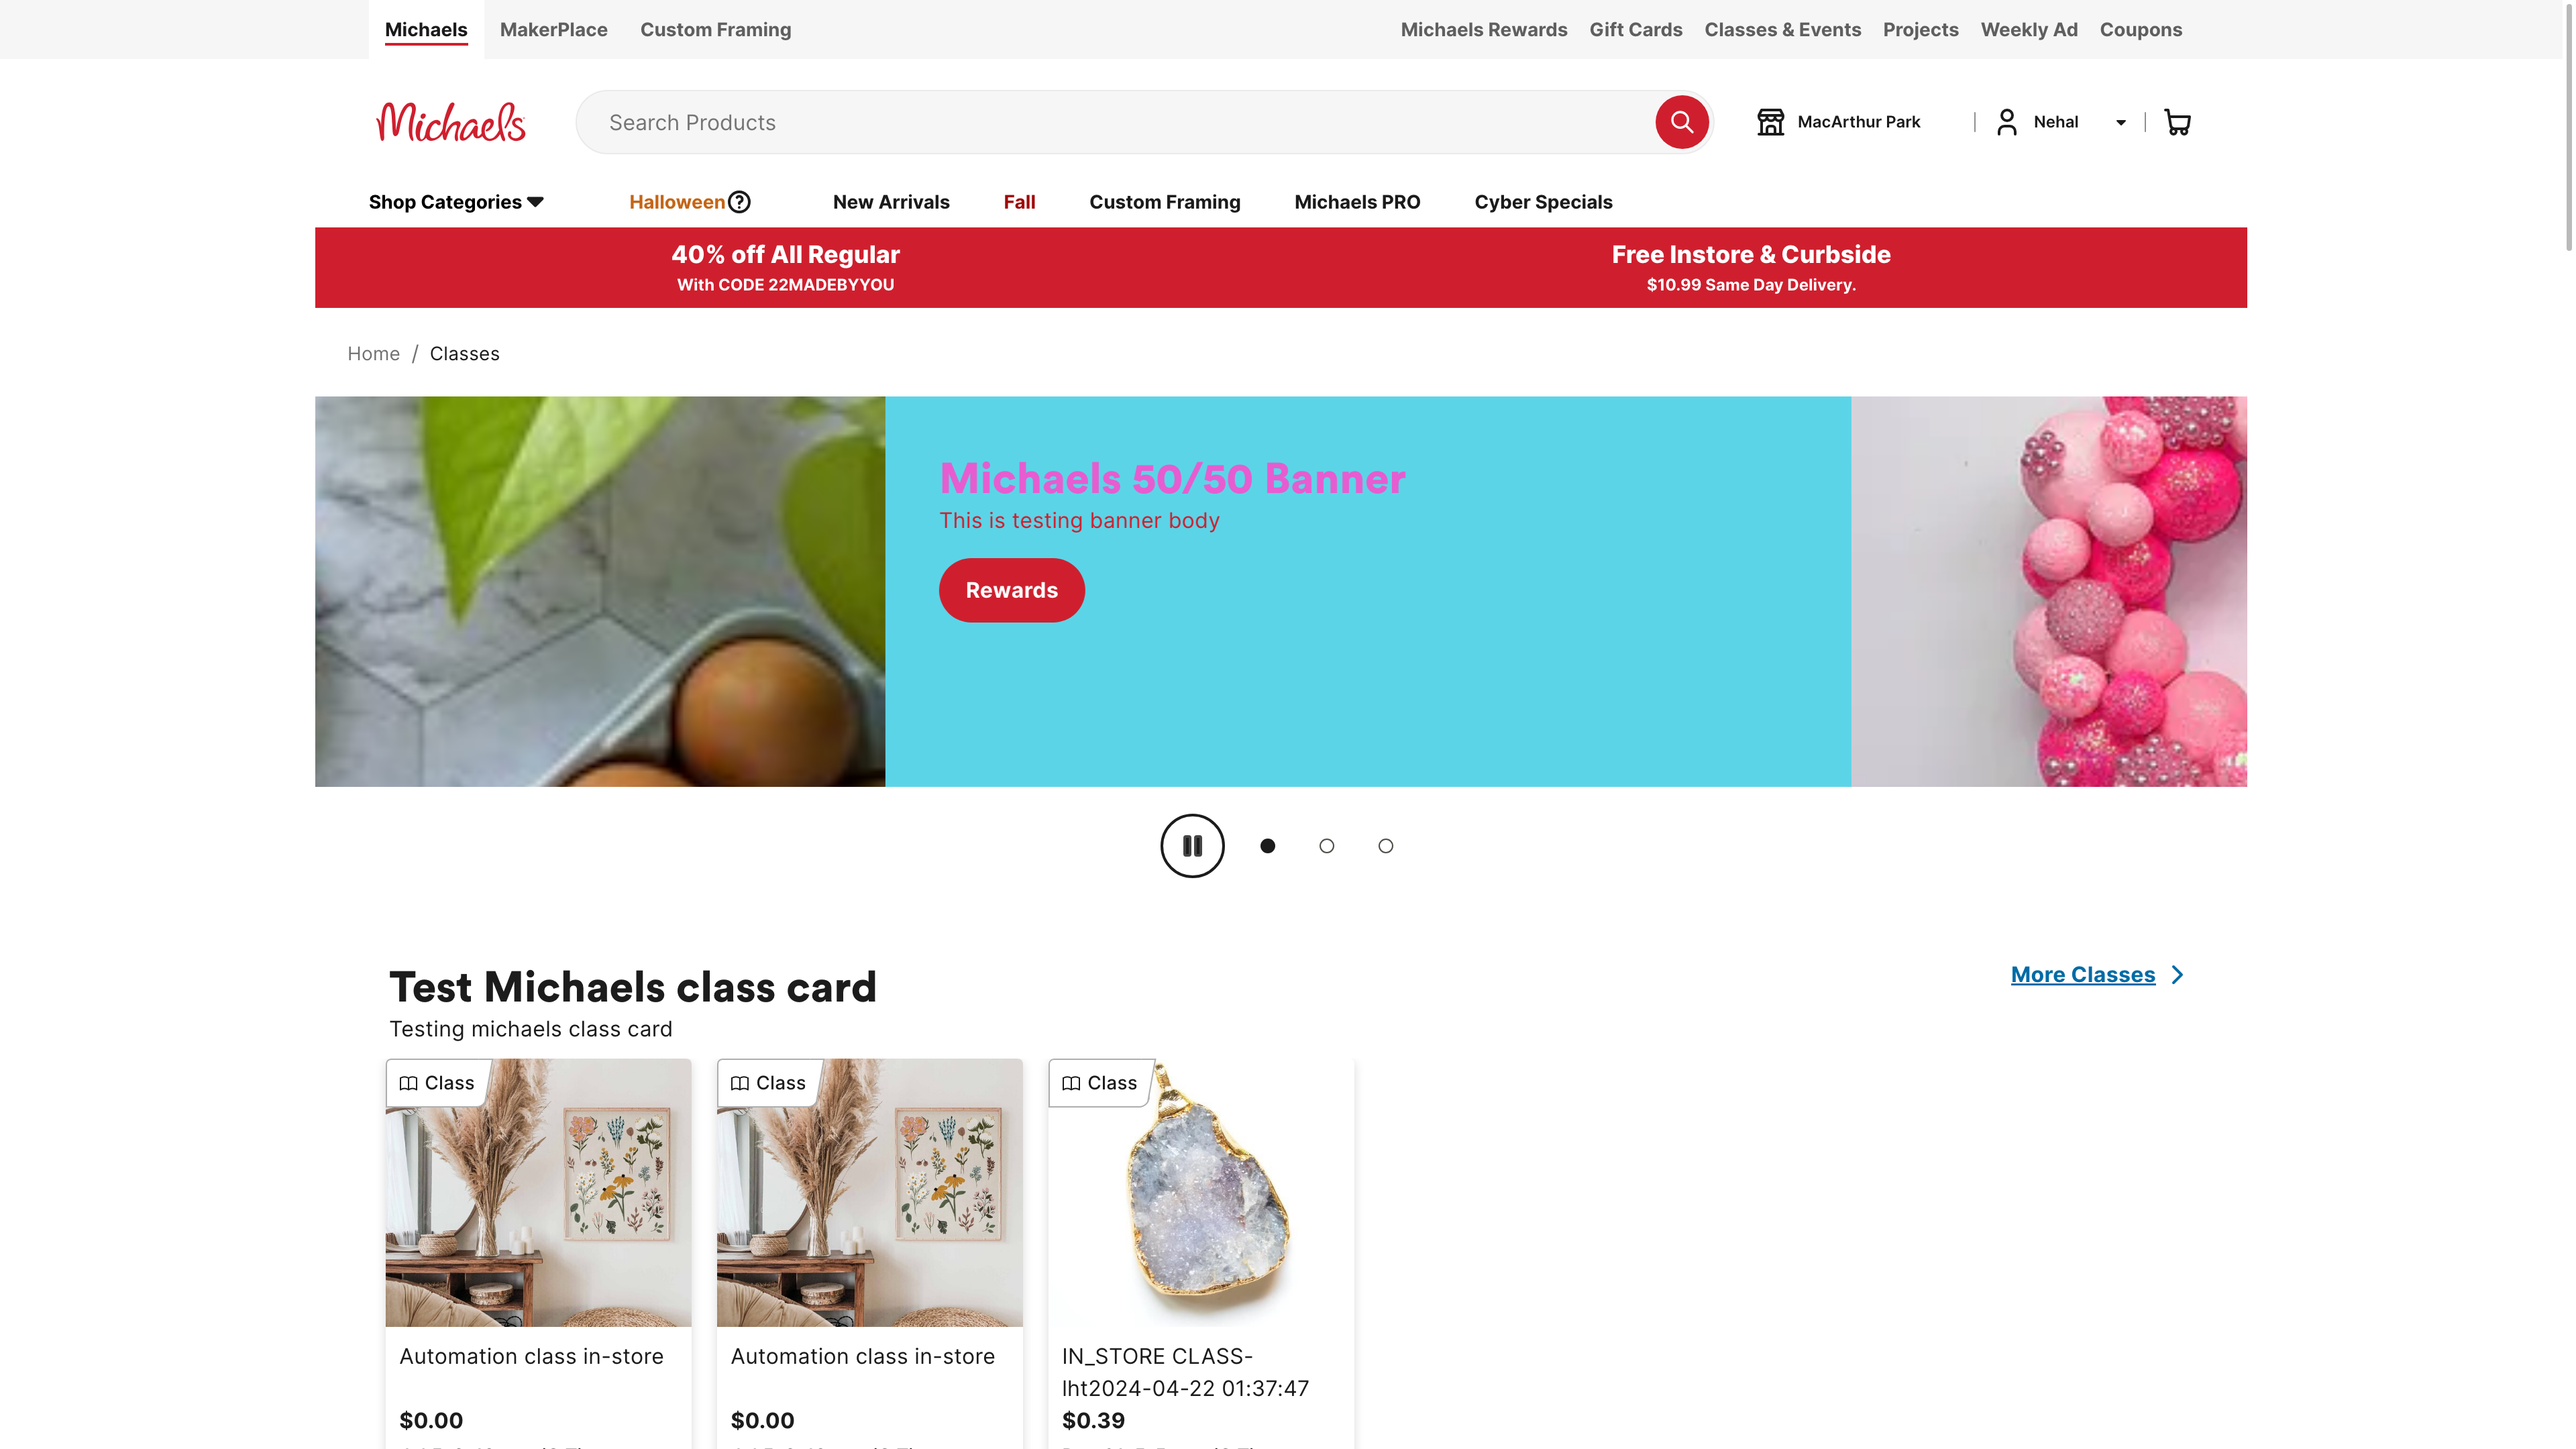 Michaels MakerPlace Custom Framing Michaels Rewards Gift Cards Classes & Events Projects Weekly Ad Coupons
Michaels Search Products MacArthur Park Nehal
Shop Categories Halloween New Arrivals Fall Custom Framing Michaels PRO Cyber Specials
40% off All Regular
With CODE 22MADEBYYOU
Free Instore & Curbside
$10.99 Same Day Delivery.
Home / Classes
Michaels 50/50 Banner
This is testing banner body
Rewards
Test Michaels class card
More Classes
Testing michaels class card
Class
Automation class in-store
$0.00
Class
Automation class in-store
$0.00
Class
IN_STORE CLASS-
lht2024-04-22 01:37:47
$0.39